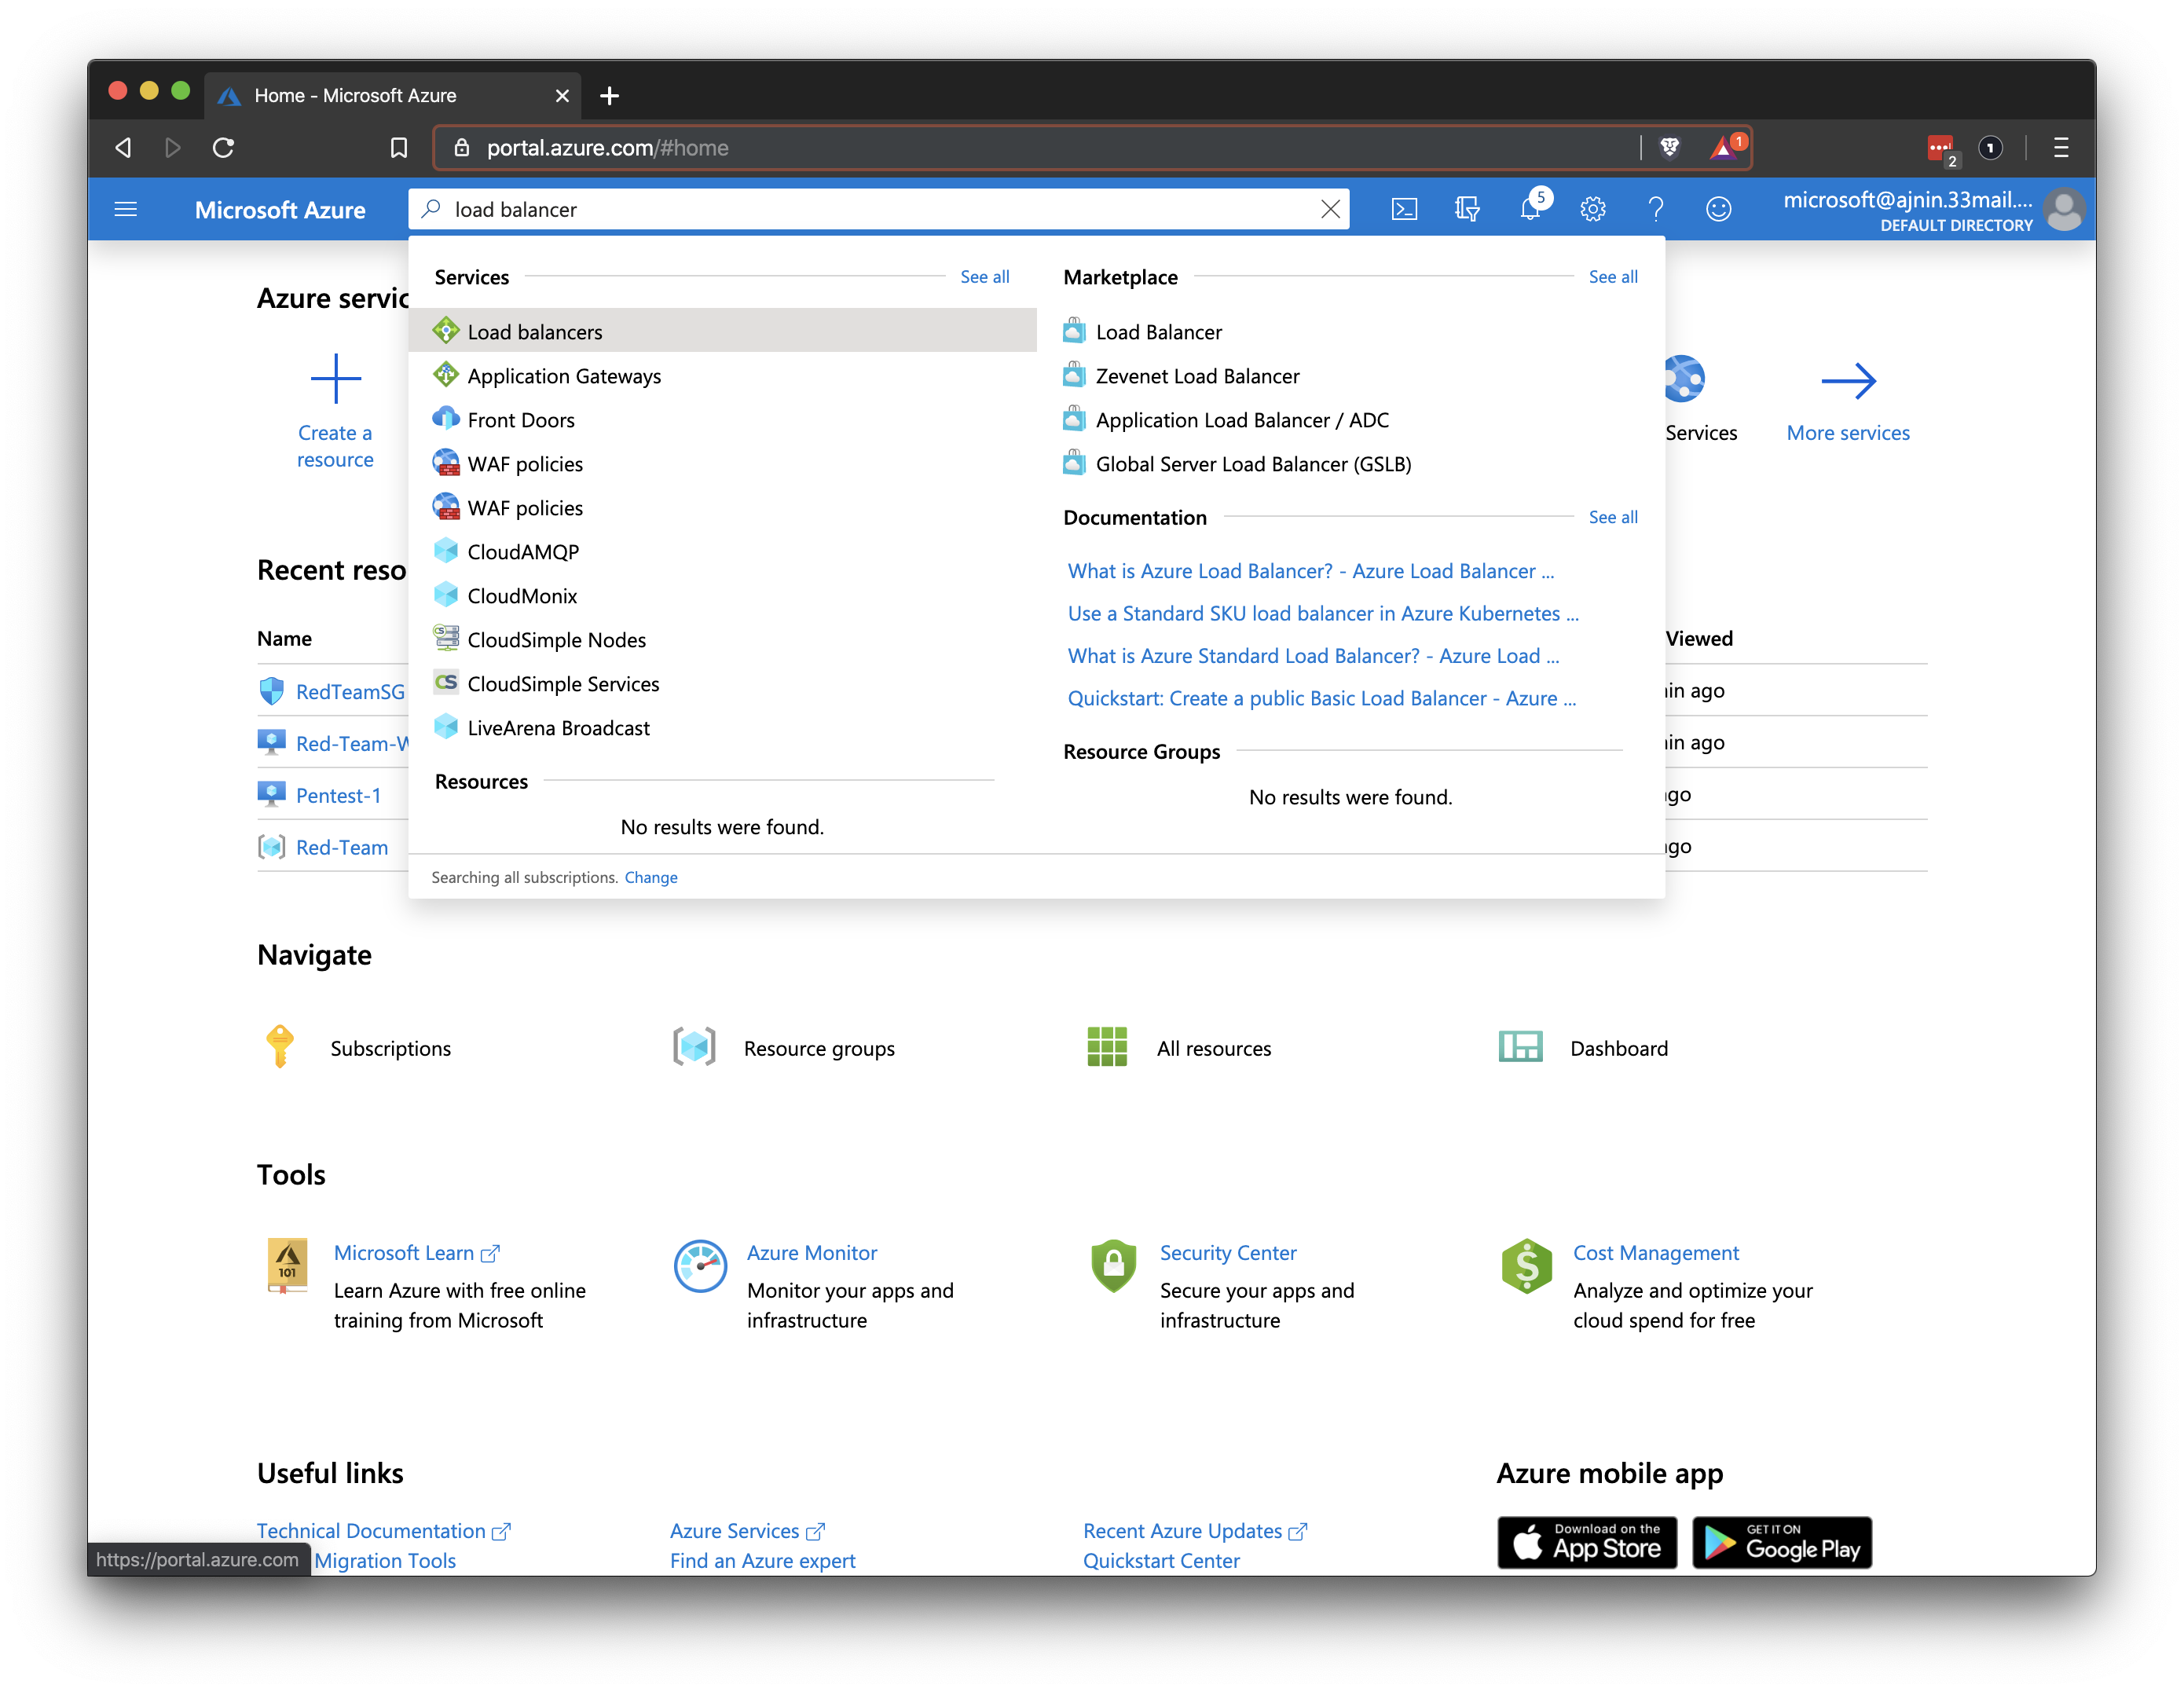 Home - Microsoft Azure
portal.azure.com/#home
1
2
1
Microsoft Azure
load balancer
5
microsoft@ajnin.33mail....
DEFAULT DIRECTORY
Services
See all
Load balancers
Application Gateways
Front Doors
WAF policies
WAF policies
CloudAMQP
CloudMonix
CloudSimple Nodes
CS
CloudSimple Services
LiveArena Broadcast
Resources
No results were found.
Marketplace
See all
Load Balancer
Zevenet Load Balancer
Application Load Balancer / ADC
Global Server Load Balancer (GSLB)
Documentation
See all
What is Azure Load Balancer? - Azure Load Balancer ...
Use a Standard SKU load balancer in Azure Kubernetes ...
What is Azure Standard Load Balancer? - Azure Load ...
Quickstart: Create a public Basic Load Balancer - Azure ...
Resource Groups
No results were found.
Searching all subscriptions. Change
Azure servic
Create a
resource
Services
More services
Recent reso
Name
Viewed
RedTeamSG
in ago
Red-Team-W
in ago
Pentest-1
go
Red-Team
go
Navigate
Subscriptions
Resource groups
All resources
Dashboard
Tools
101
Microsoft Learn
Learn Azure with free online
training from Microsoft
Azure Monitor
Monitor your apps and
infrastructure
Security Center
Secure your apps and
infrastructure
Cost Management
Analyze and optimize your
cloud spend for free
Useful links
Azure mobile app
Technical Documentation
Azure Services
Recent Azure Updates
Migration Tools
Find an Azure expert
Quickstart Center
Download on the
App Store
GET IT ON
Google Play
https://portal.azure.com